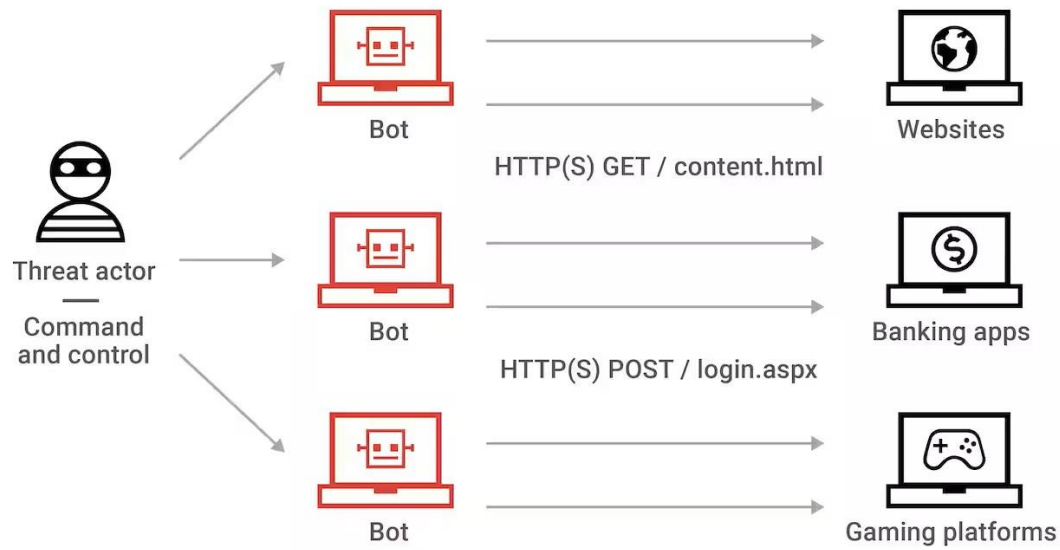 Bot
Websites
HTTP(S) GET / content.html
Threat actor
Command
and control
Bot
Banking apps
HTTP(S) POST / login.aspx
Bot
Gaming platforms